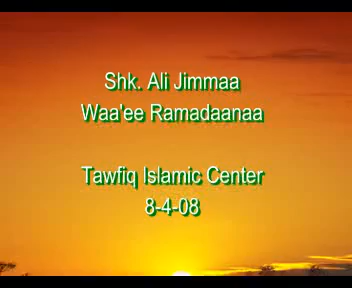 Shk. Ali Jimmaa
Waa'ee Ramadaanaa
Tawfiq Islamic Center
8-4-08